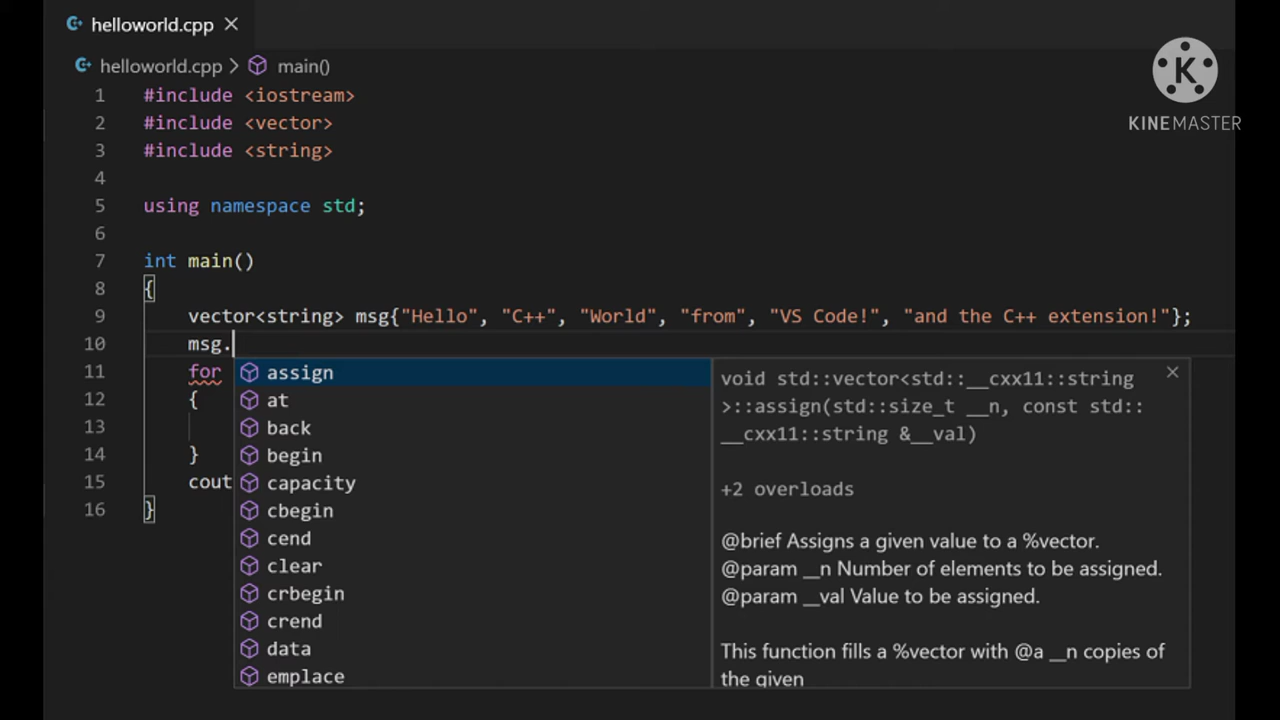 helloworld.cpp
K
KINEMASTER
helloworld.cpp > main()
1 #include <iostream>
2 #include <vector>
3 #include <string>
4
5 using namespace std;
6
7 int main()
8 {
9 vector<string> msg{"Hello", "C++", "World", "from", "VS Code!", "and the C++ extension!"};
10 msg.
11 for
12 {
13
14 }
15 cout
16 }
assign
at
back
begin
capacity
cbegin
cend
clear
crbegin
crend
data
emplace
void std::vector<std::__cxx11::string
>::assign(std::size_t __n, const std::
__cxx11::string &__val)
+2 overloads
@brief Assigns a given value to a %vector.
@param __n Number of elements to be assigned.
@param __val Value to be assigned.
This function fills a %vector with @a __n copies of
the given